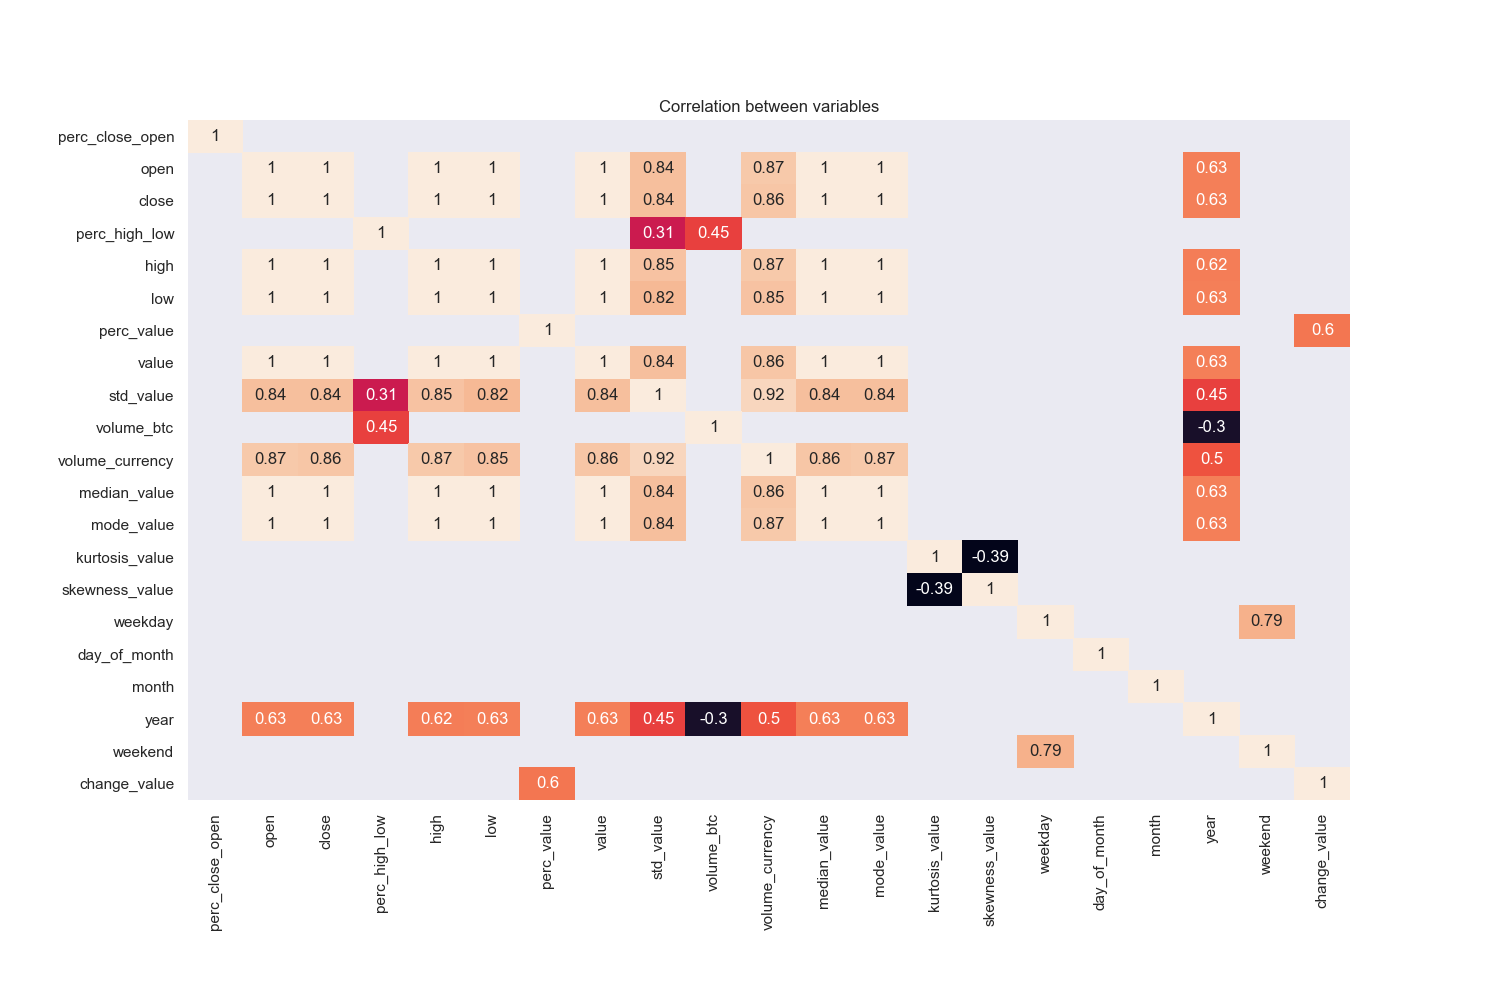 Correlation between variables
perc_close_open 1
open 1 1 1 1 1 0.84 0.87 1 1 0.63
close 1 1 1 1 1 0.84 0.86 1 1 0.63
perc_high_low 1 0.31 0.45
high 1 1 1 1 1 0.85 0.87 1 1 0.62
low 1 1 1 1 1 0.82 0.85 1 1 0.63
perc_value 1 0.6
value 1 1 1 1 1 0.84 0.86 1 1 0.63
std_value 0.84 0.84 0.31 0.85 0.82 0.84 1 0.92 0.84 0.84 0.45
volume_btc 0.45 1 -0.3
volume_currency 0.87 0.86 0.87 0.85 0.86 0.92 1 0.86 0.87 0.5
median_value 1 1 1 1 1 0.84 0.86 1 1 0.63
mode_value 1 1 1 1 1 0.84 0.87 1 1 0.63
kurtosis_value 1 -0.39
skewness_value -0.39 1
weekday 1 0.79
day_of_month 1
month 1
year 0.63 0.63 0.62 0.63 0.63 0.45 -0.3 0.5 0.63 0.63 1
weekend 0.79 1
change_value 0.6 1
perc_close_open
open
close
perc_high_low
high
low
perc_value
value
std_value
volume_btc
volume_currency
median_value
mode_value
kurtosis_value
skewness_value
weekday
day_of_month
month
year
weekend
change_value